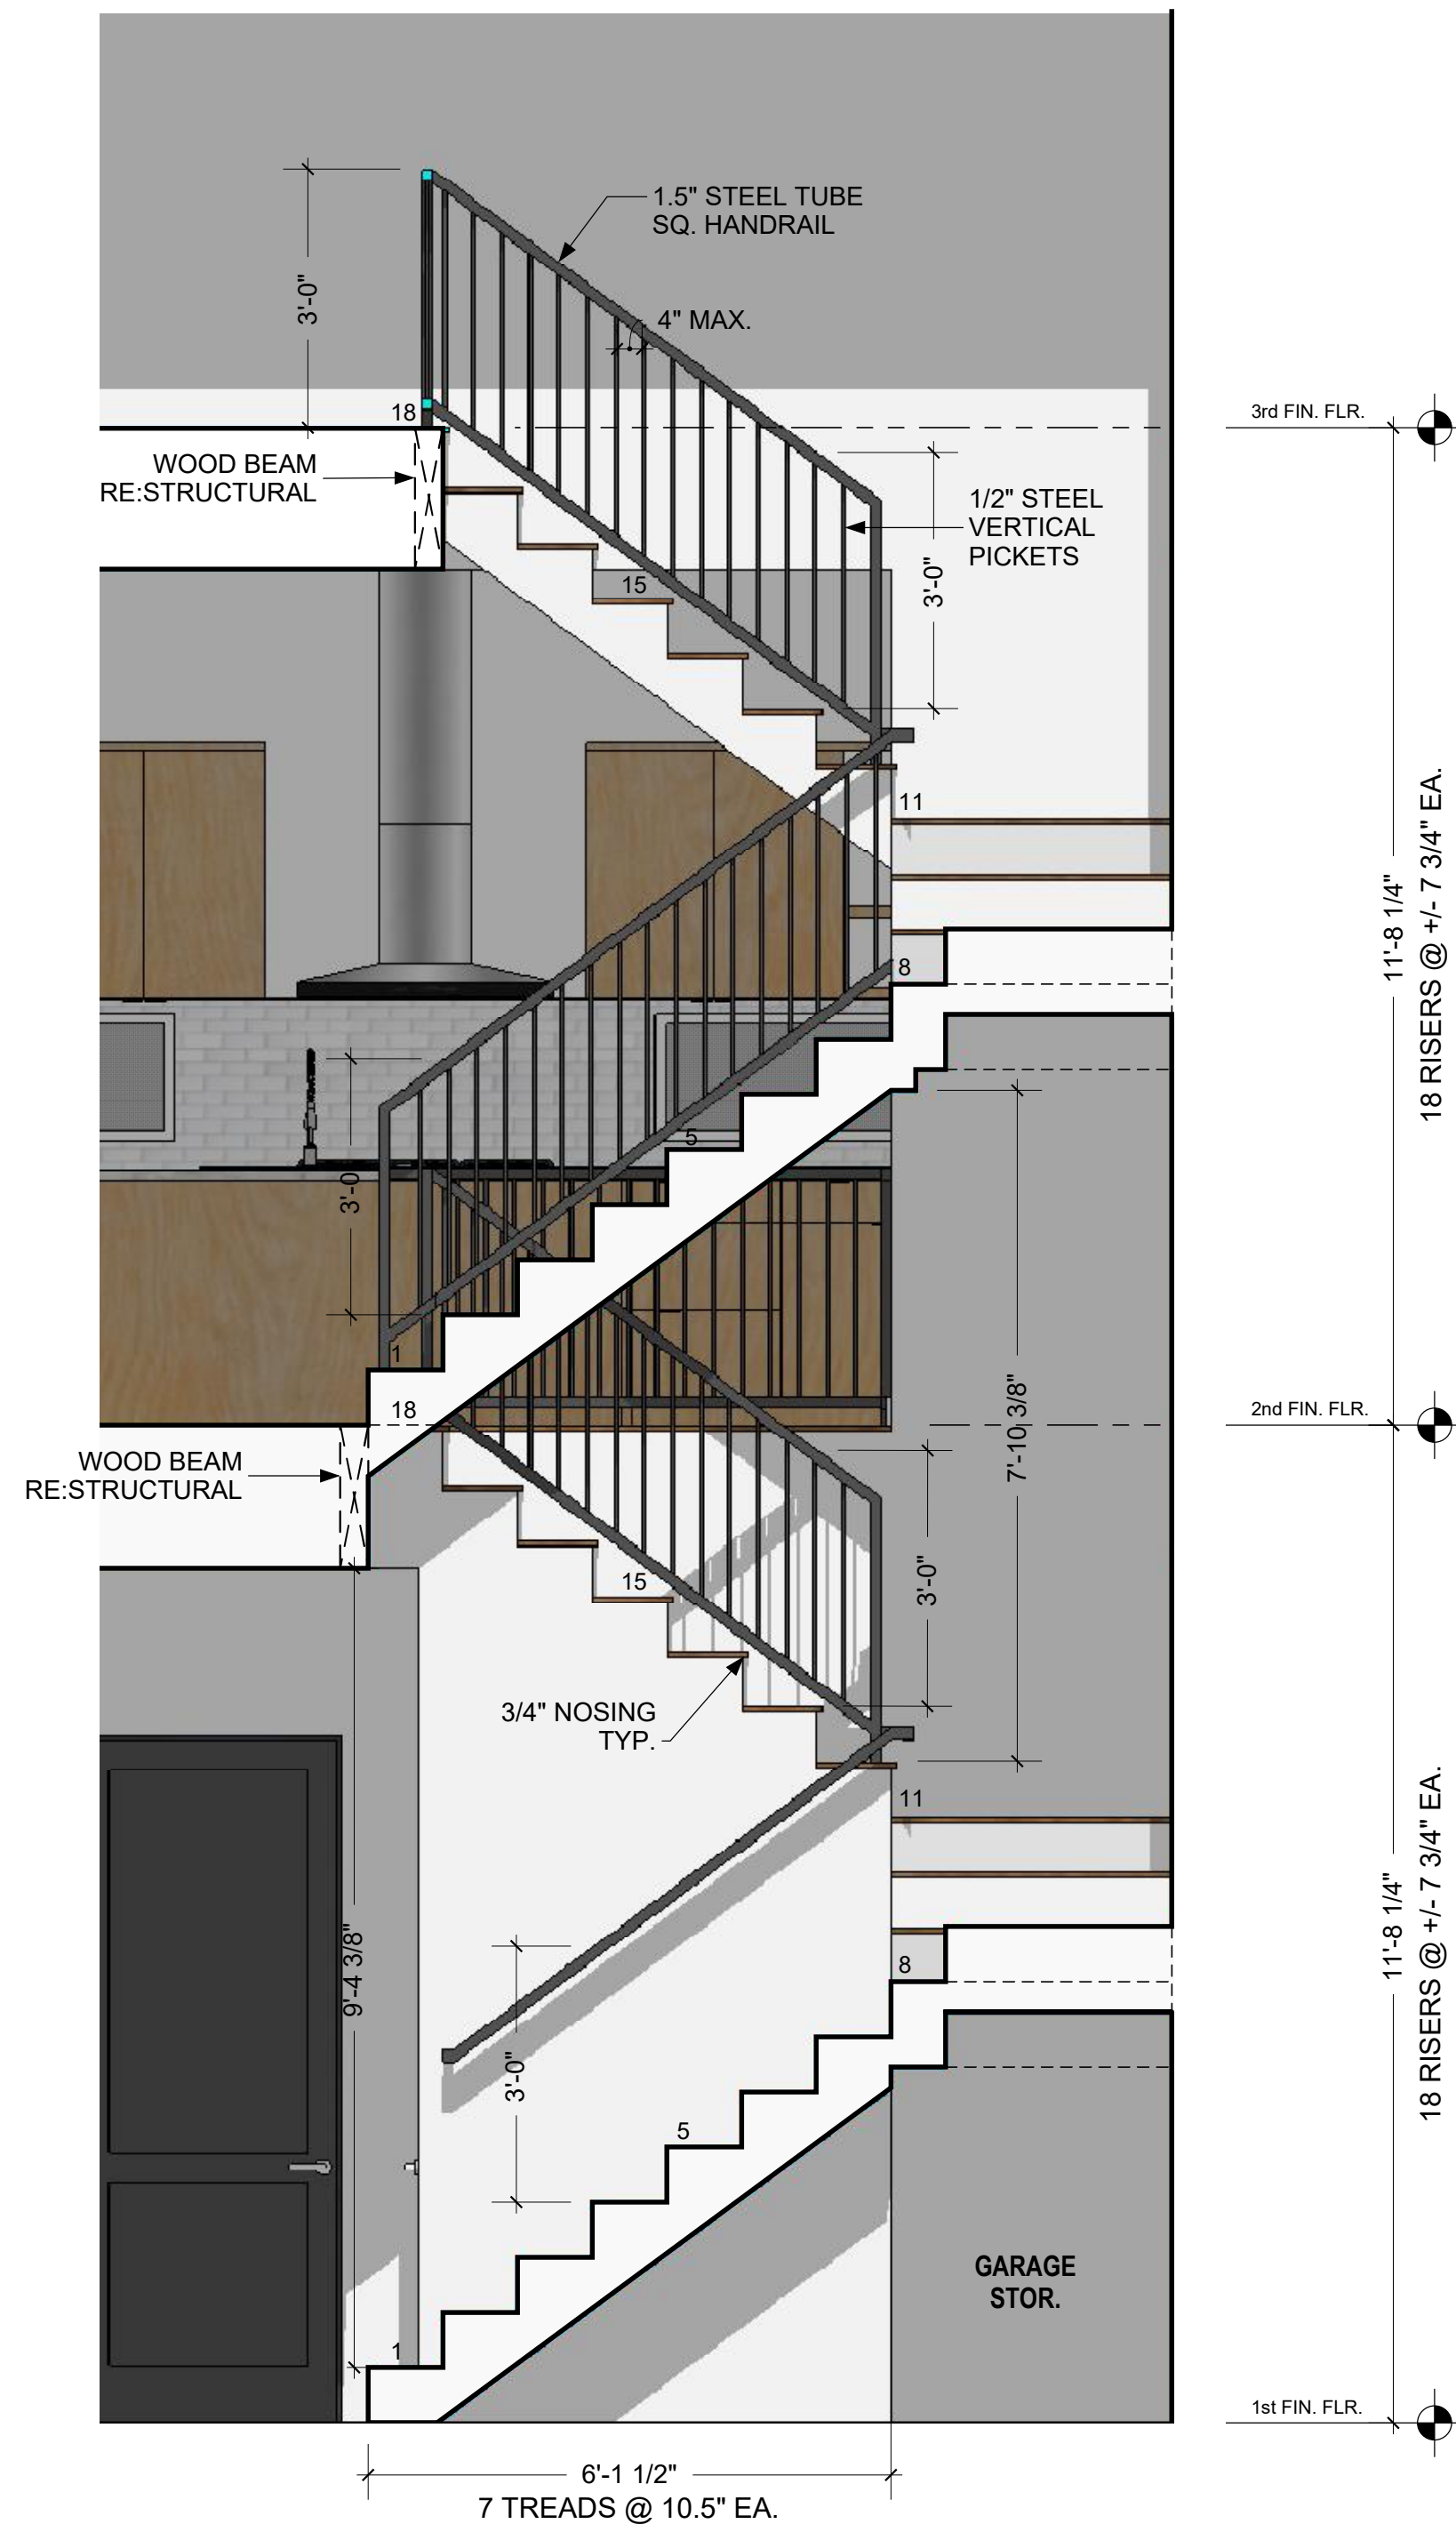 1.5" STEEL TUBE
SQ. HANDRAIL
3'-0"
4" MAX.
18
3rd FIN. FLR.
WOOD BEAM
RE:STRUCTURAL
1/2" STEEL
VERTICAL
PICKETS
3'-0"
15
11
11'-8 1/4"
18 RISERS @ +/- 7 3/4" EA.
8
5
3'-0
1
18
2nd FIN. FLR.
7'-10 3/8"
WOOD BEAM
RE:STRUCTURAL
3'-0"
15
3/4" NOSING
TYP.
11
9'-4 3/8"
8
11'-8 1/4"
18 RISERS @ +/- 7 3/4" EA.
3'-0"
5
GARAGE
STOR.
1
1st FIN. FLR.
6'-1 1/2"
7 TREADS @ 10.5" EA.